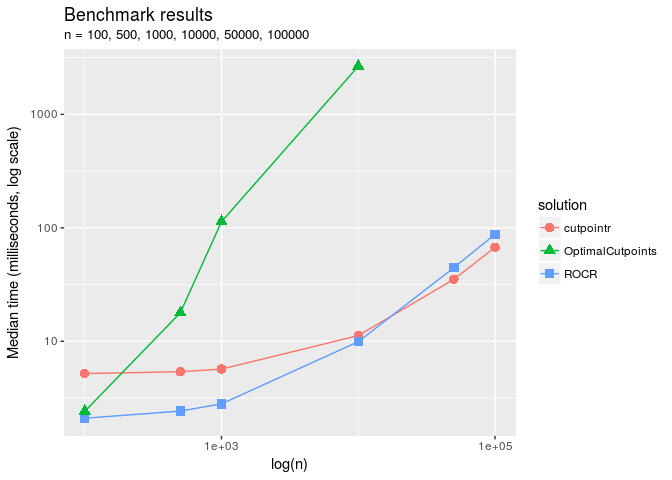 Benchmark results
n = 100, 500, 1000, 10000, 50000, 100000
Median time (milliseconds, log scale)
1000
100
10
1e+03
1e+05
log(n)
solution
cutpointr
OptimalCutpoints
ROCR